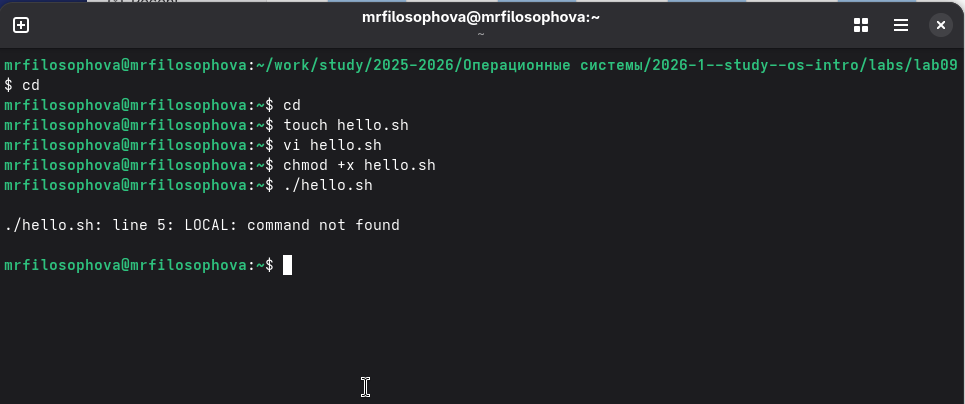 mrfilosophova@mrfilosophova:~
~
mrfilosophova@mrfilosophova:~/work/study/2025-2026/Операционные системы/2026-1--study--os-intro/labs/lab09
$ cd
mrfilosophova@mrfilosophova:~$ cd
mrfilosophova@mrfilosophova:~$ touch hello.sh
mrfilosophova@mrfilosophova:~$ vi hello.sh
mrfilosophova@mrfilosophova:~$ chmod +x hello.sh
mrfilosophova@mrfilosophova:~$ ./hello.sh
./hello.sh: line 5: LOCAL: command not found
mrfilosophova@mrfilosophova:~$